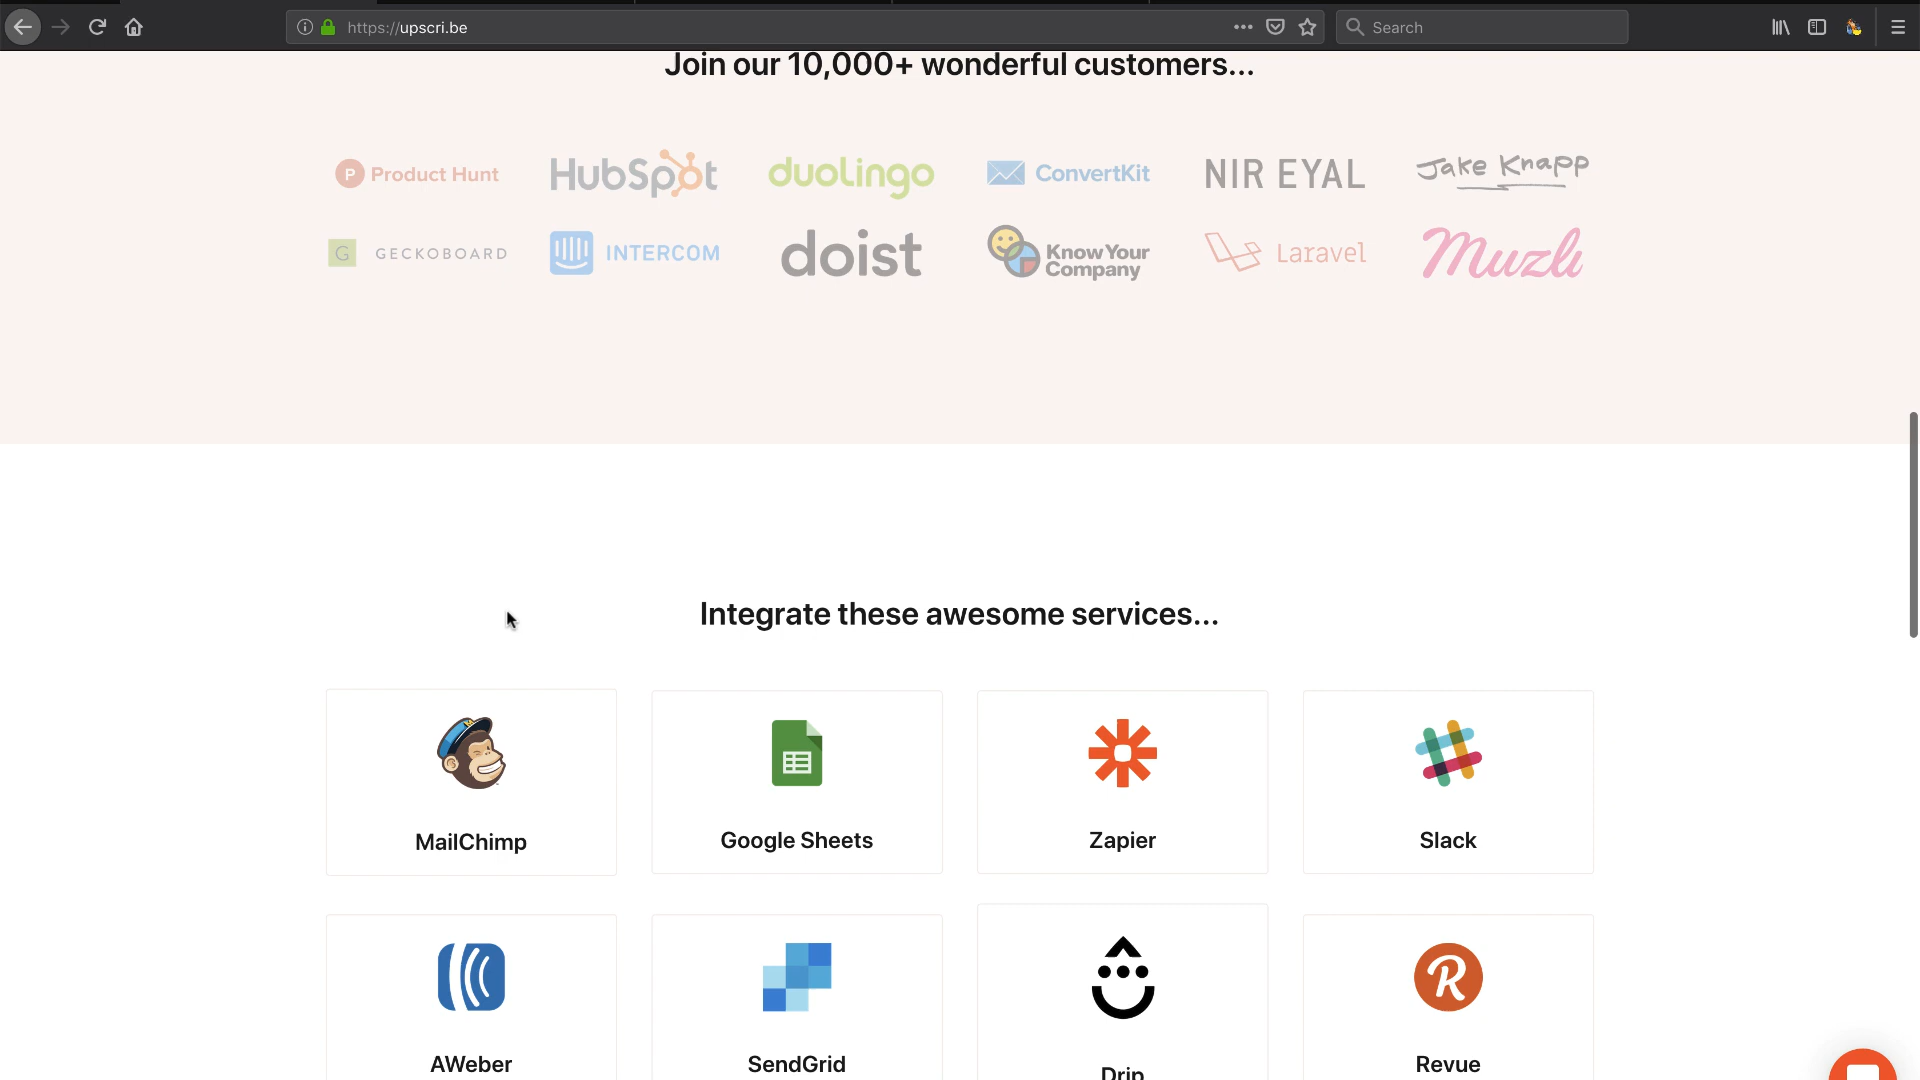 https://upscri.be
Search
Join our 10,000+ wonderful customers...
P Product Hunt
HubSpot
duolingo
ConvertKit
NIR EYAL
Jake Knapp
G GECKOBOARD
INTERCOM
doist
KnowYour
Company
Laravel
Muzli
Integrate these awesome services...
MailChimp
Google Sheets
Zapier
Slack
R
AWeber
SendGrid
Drip
Revue